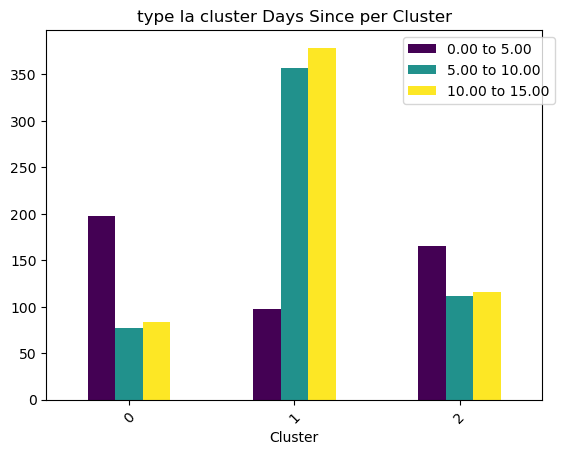 type la cluster Days Since per Cluster
0.00 to 5.00
5.00 to 10.00
10.00 to 15.00
350
300
250
200
150
100
50
0
0
1
2
Cluster